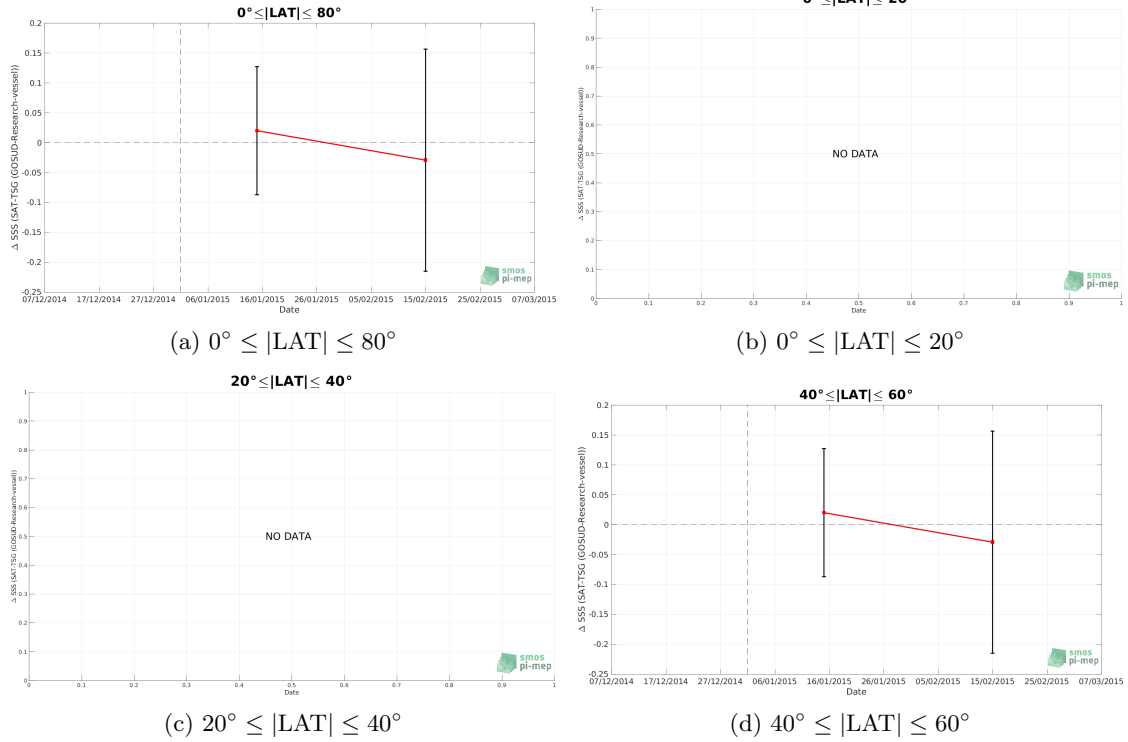 0°≤|LAT|≤ 80°
0.2
0.15
0.1
0.05
0
-0.05
-0.1
-0.15
-0.2
-0.25
Δ SSS (SAT-TSG (GOSUD-Research-vessel))
07/12/2014 17/12/2014 27/12/2014 06/01/2015 16/01/2015 26/01/2015 05/02/2015 15/02/2015 25/02/2015 07/03/2015
Date
smos
pi-mep
(a) 0° ≤ |LAT| ≤ 80°
0°≤|LAT|≤ 20°
1
0.9
0.8
0.7
0.6
0.5
0.4
0.3
0.2
0.1
0
Δ SSS (SAT-TSG (GOSUD-Research-vessel))
NO DATA
0 0.1 0.2 0.3 0.4 0.5 0.6 0.7 0.8 0.9 1
Date
smos
pi-mep
(b) 0° ≤ |LAT| ≤ 20°
20°≤|LAT|≤ 40°
1
0.9
0.8
0.7
0.6
0.5
0.4
0.3
0.2
0.1
0
Δ SSS (SAT-TSG (GOSUD-Research-vessel))
NO DATA
0 0.1 0.2 0.3 0.4 0.5 0.6 0.7 0.8 0.9 1
Date
smos
pi-mep
(c) 20° ≤ |LAT| ≤ 40°
40°≤|LAT|≤ 60°
0.2
0.15
0.1
0.05
0
-0.05
-0.1
-0.15
-0.2
-0.25
Δ SSS (SAT-TSG (GOSUD-Research-vessel))
07/12/2014 17/12/2014 27/12/2014 06/01/2015 16/01/2015 26/01/2015 05/02/2015 15/02/2015 25/02/2015 07/03/2015
Date
smos
pi-mep
(d) 40° ≤ |LAT| ≤ 60°